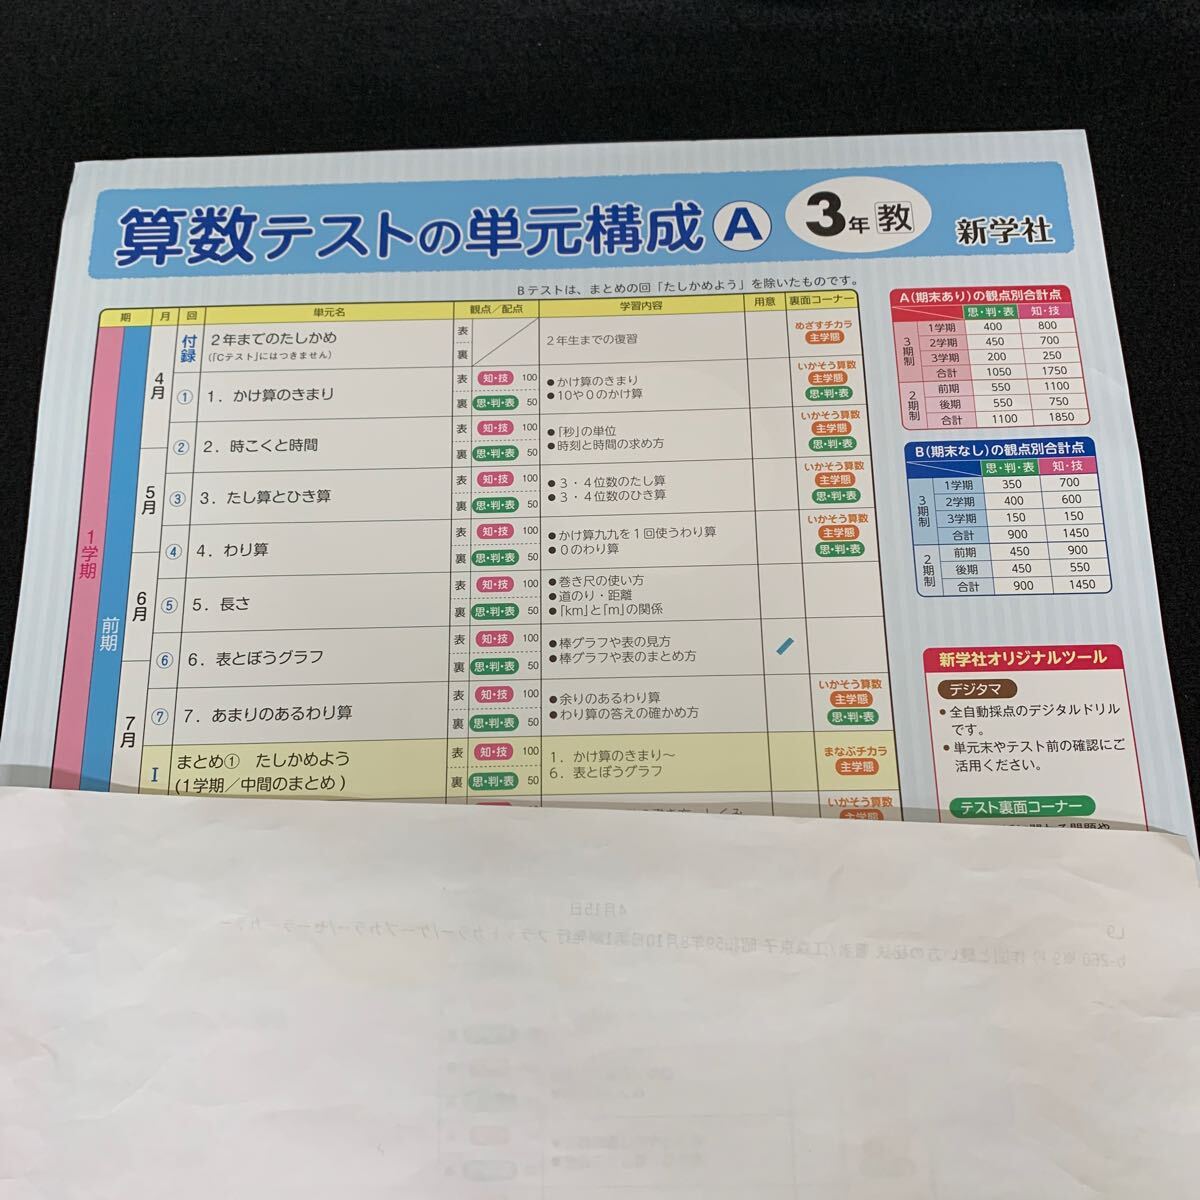 算数テストの単元構成 A 3年 教 新学社
Bテストは、まとめの回「たしかめよう」を除いたものです。
期 月 回 単元名 観点／配点 学習内容 用意 裏面コーナー
1学期
前期
4月
5月
6月
7月
付録 2年までのたしかめ 表 2年生までの復習 めざすチカラ
(「Cテスト」にはつきません) 裏 主学態
① 1．かけ算のきまり 表 知・技 100 ●かけ算のきまり いかそう算数
裏 思・判・表 50 ●10や0のかけ算 主学態
思・判・表
② 2．時こくと時間 表 知・技 100 ●「秒」の単位 いかそう算数
裏 思・判・表 50 ●時刻と時間の求め方 主学態
思・判・表
③ 3．たし算とひき算 表 知・技 100 ●3・4位数のたし算 いかそう算数
裏 思・判・表 50 ●3・4位数のひき算 主学態
思・判・表
④ 4．わり算 表 知・技 100 ●かけ算九九を1回使うわり算 いかそう算数
裏 思・判・表 50 ●0のわり算 主学態
思・判・表
⑤ 5．長さ 表 知・技 100 ●巻き尺の使い方
●道のり・距離
裏 思・判・表 50 ●「km」と「m」の関係
⑥ 6．表とぼうグラフ 表 知・技 100 ●棒グラフや表の見方
裏 思・判・表 50 ●棒グラフや表のまとめ方
⑦ 7．あまりのあるわり算 表 知・技 100 ●余りのあるわり算 いかそう算数
裏 思・判・表 50 ●わり算の答えの確かめ方 主学態
思・判・表
I まとめ① たしかめよう 表 知・技 100 1．かけ算のきまり～ まなぶチカラ
(1学期／中間のまとめ) 裏 思・判・表 50 6．表とぼうグラフ 主学態
いかそう算数
主学態
A(期末あり)の観点別合計点
思・判・表 知・技
3期制
1学期 400 800
2学期 450 700
3学期 200 250
合計 1050 1750
2期制
前期 550 1100
後期 550 750
合計 1100 1850
B(期末なし)の観点別合計点
思・判・表 知・技
3期制
1学期 350 700
2学期 400 600
3学期 150 150
合計 900 1450
2期制
前期 450 900
後期 450 550
合計 900 1450
新学社オリジナルツール
デジタマ
●全自動採点のデジタルドリル
です。
●単元末やテスト前の確認にご
活用ください。
テスト裏面コーナー